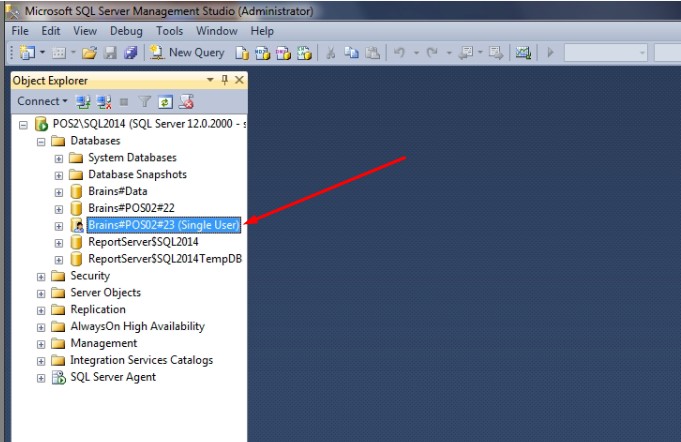 Microsoft SQL Server Management Studio (Administrator)
File Edit View Debug Tools Window Help
New Query
Object Explorer
Connect
POS2\SQL2014 (SQL Server 12.0.2000 - s
Databases
System Databases
Database Snapshots
Brains#Data
Brains#POS02#22
Brains#POS02#23 (Single User)
ReportServer$SQL2014
ReportServer$SQL2014TempDB
Security
Server Objects
Replication
AlwaysOn High Availability
Management
Integration Services Catalogs
SQL Server Agent